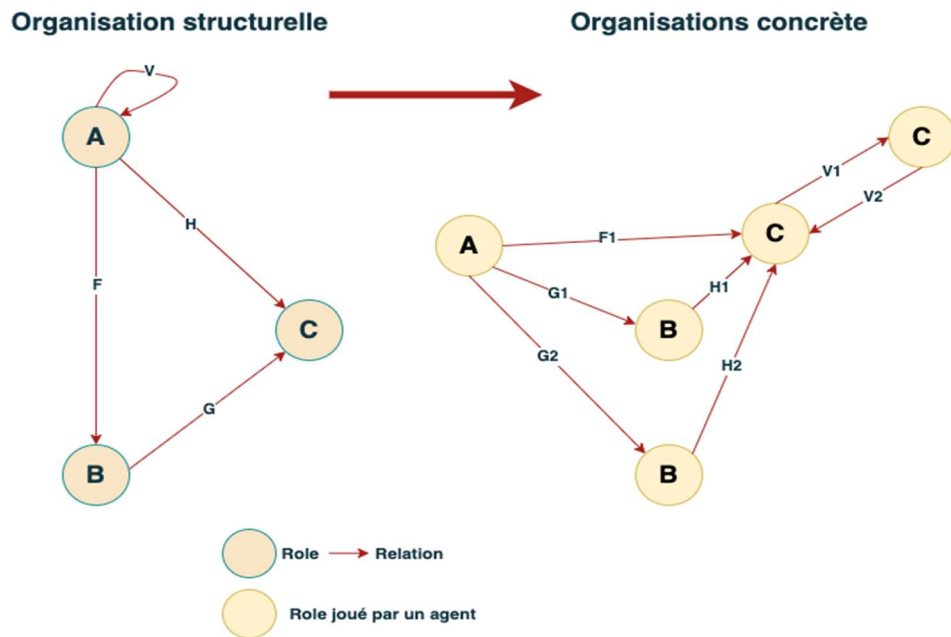 Organisation structurelle
Organisations concrète
V
A
H
F
C
G
B
C
V1
V2
C
A
F1
G1
H1
B
G2
H2
B
Role
Relation
Role joué par un agent